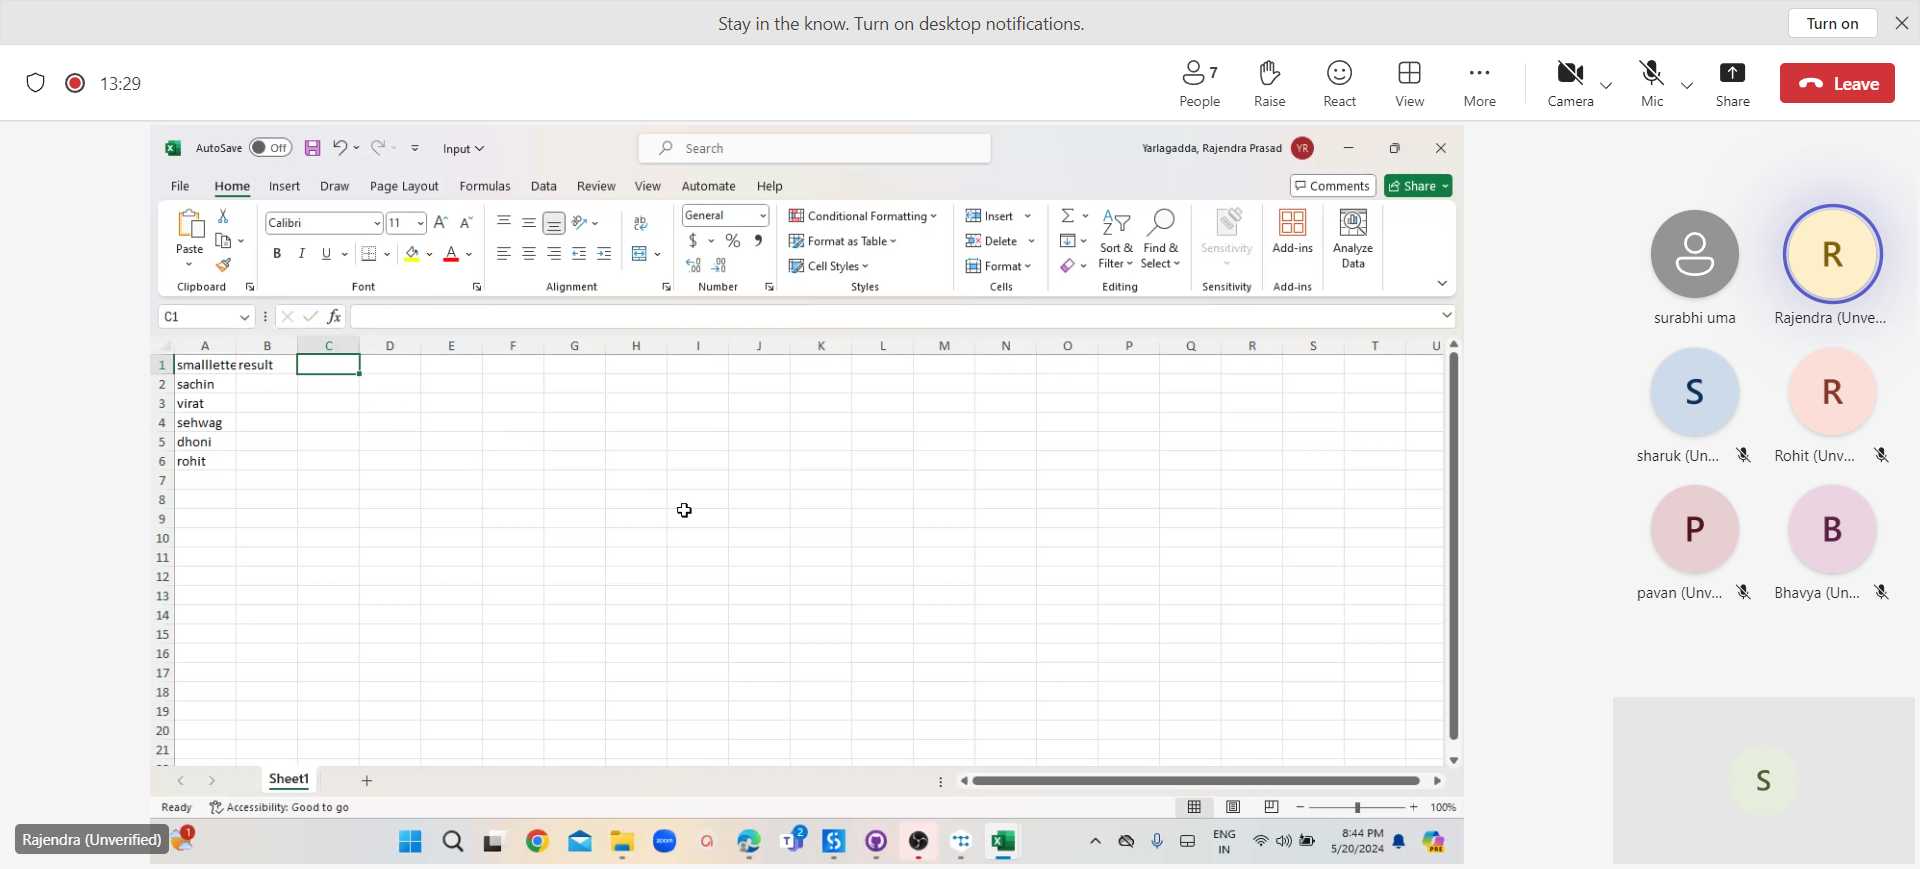 Stay in the know. Turn on desktop notifications.
Turn on
13:29
7
People
Raise
React
View
More
Camera
Mic
Share
Leave
AutoSave Off
Input
Search
Yarlagadda, Rajendra Prasad YR
File Home Insert Draw Page Layout Formulas Data Review View Automate Help
Comments Share
Paste
Calibri 11
B I U
ab
General
$ % 9
Conditional Formatting
Format as Table
Cell Styles
Insert
Delete
Format
Sort & Filter
Find & Select
Sensitivity
Add-ins
Analyze Data
Clipboard Font Alignment Number Styles Cells Editing Sensitivity Add-ins
C1
fx
A B C D E F G H I J K L M N O P Q R S T U
1 smalllette result
2 sachin
3 virat
4 sehwag
5 dhoni
6 rohit
7
8
9
10
11
12
13
14
15
16
17
18
19
20
21
Sheet1
Ready Accessibility: Good to go
100%
Rajendra (Unverified)
1
zoom
2
ENG
IN
8:44 PM
5/20/2024
PRE
surabhi uma
R
Rajendra (Unve...
S
sharuk (Un...
R
Rohit (Unv...
P
pavan (Unv...
B
Bhavya (Un...
S